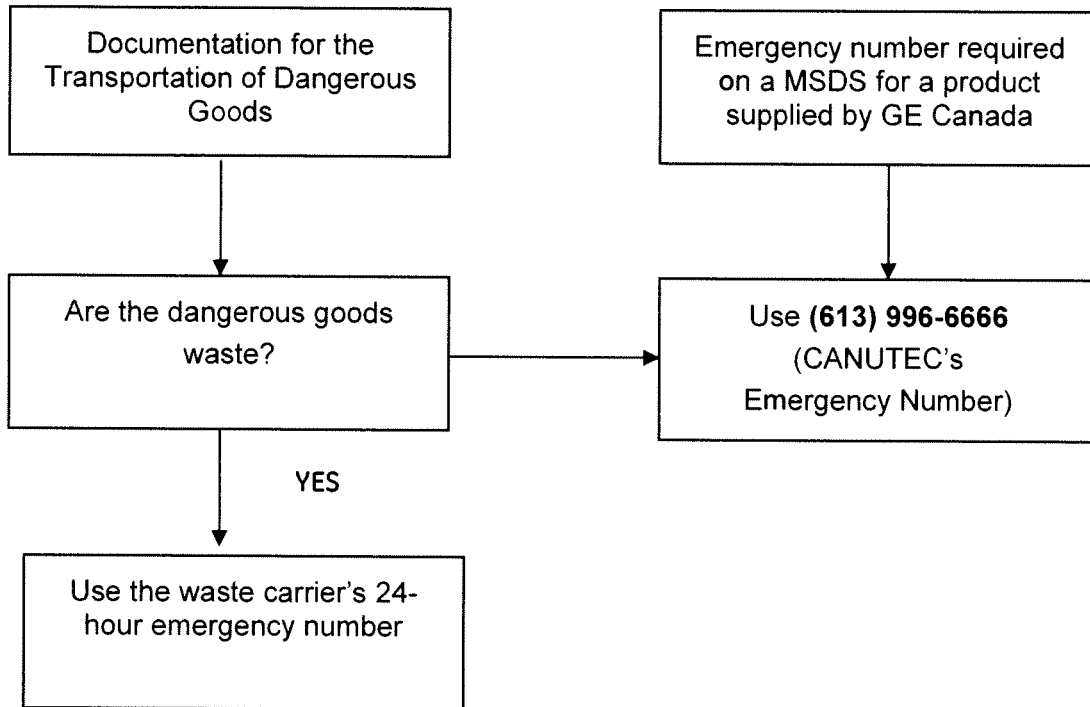 Documentation for the
Transportation of Dangerous
Goods
Emergency number required
on a MSDS for a product
supplied by GE Canada
Are the dangerous goods
waste?
Use (613) 996-6666
(CANUTEC's
Emergency Number)
YES
Use the waste carrier's 24-
hour emergency number